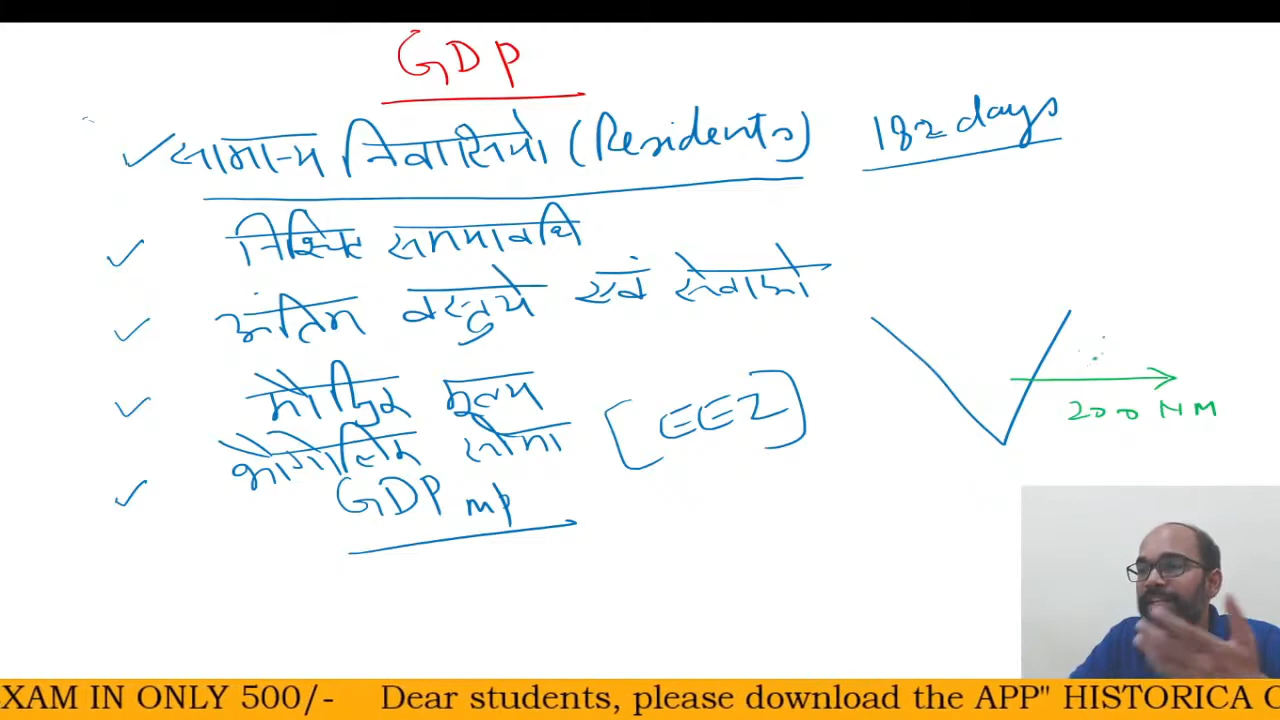 GDP
सामान्य निवासियो (Residents) 182 days
निश्चित समयावधि
अंतिम वस्तुये एवं सेवाओ
मौद्रिक मूल्य
भौगोलिक सीमा [EEZ]
200 NM
GDP mp
EXAM IN ONLY 500/- Dear students, please download the APP" HISTORICA